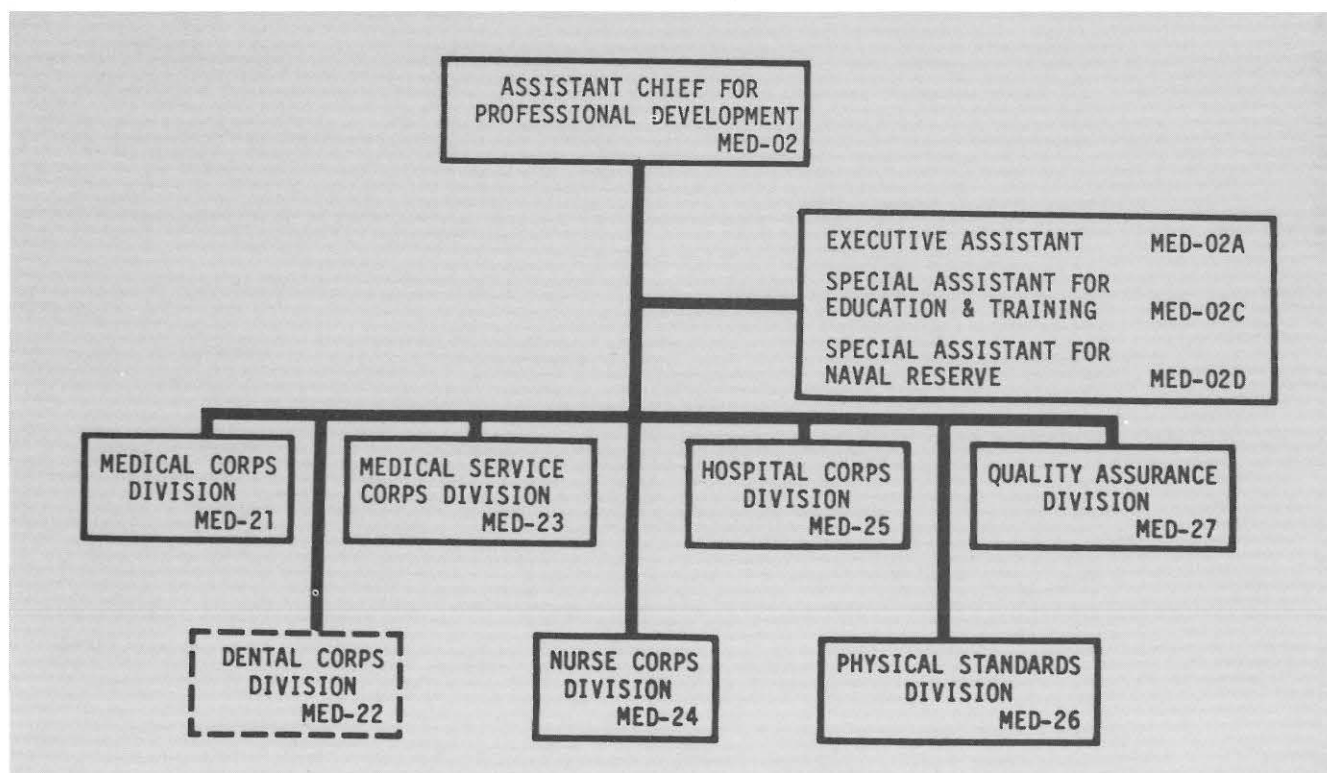 ASSISTANT CHIEF FOR
PROFESSIONAL DEVELOPMENT
MED-02
EXECUTIVE ASSISTANT MED-02A
SPECIAL ASSISTANT FOR
EDUCATION & TRAINING MED-02C
SPECIAL ASSISTANT FOR
NAVAL RESERVE MED-02D
MEDICAL CORPS
DIVISION
MED-21
MEDICAL SERVICE
CORPS DIVISION
MED-23
HOSPITAL CORPS
DIVISION
MED-25
QUALITY ASSURANCE
DIVISION
MED-27
DENTAL CORPS
DIVISION
MED-22
NURSE CORPS
DIVISION
MED-24
PHYSICAL STANDARDS
DIVISION
MED-26